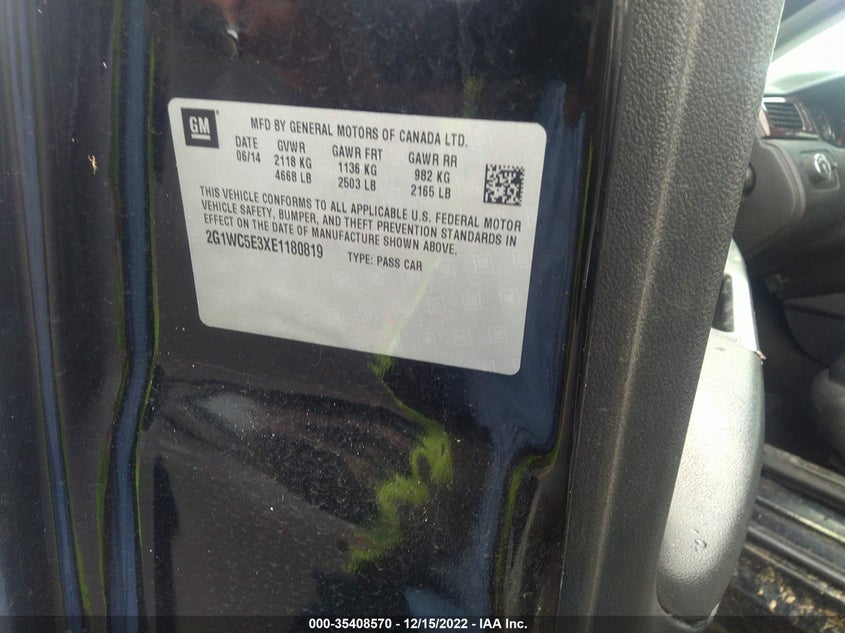 GM
MFD BY GENERAL MOTORS OF CANADA LTD.
DATE GVWR GAWR FRT GAWR RR
06/14 2118 KG 1136 KG 982 KG
4668 LB 2503 LB 2165 LB
THIS VEHICLE CONFORMS TO ALL APPLICABLE U.S. FEDERAL MOTOR
VEHICLE SAFETY, BUMPER, AND THEFT PREVENTION STANDARDS IN
EFFECT ON THE DATE OF MANUFACTURE SHOWN ABOVE.
2G1WC5E3XE1180819 TYPE: PASS CAR
000-35408570 - 12/15/2022 - IAA Inc.